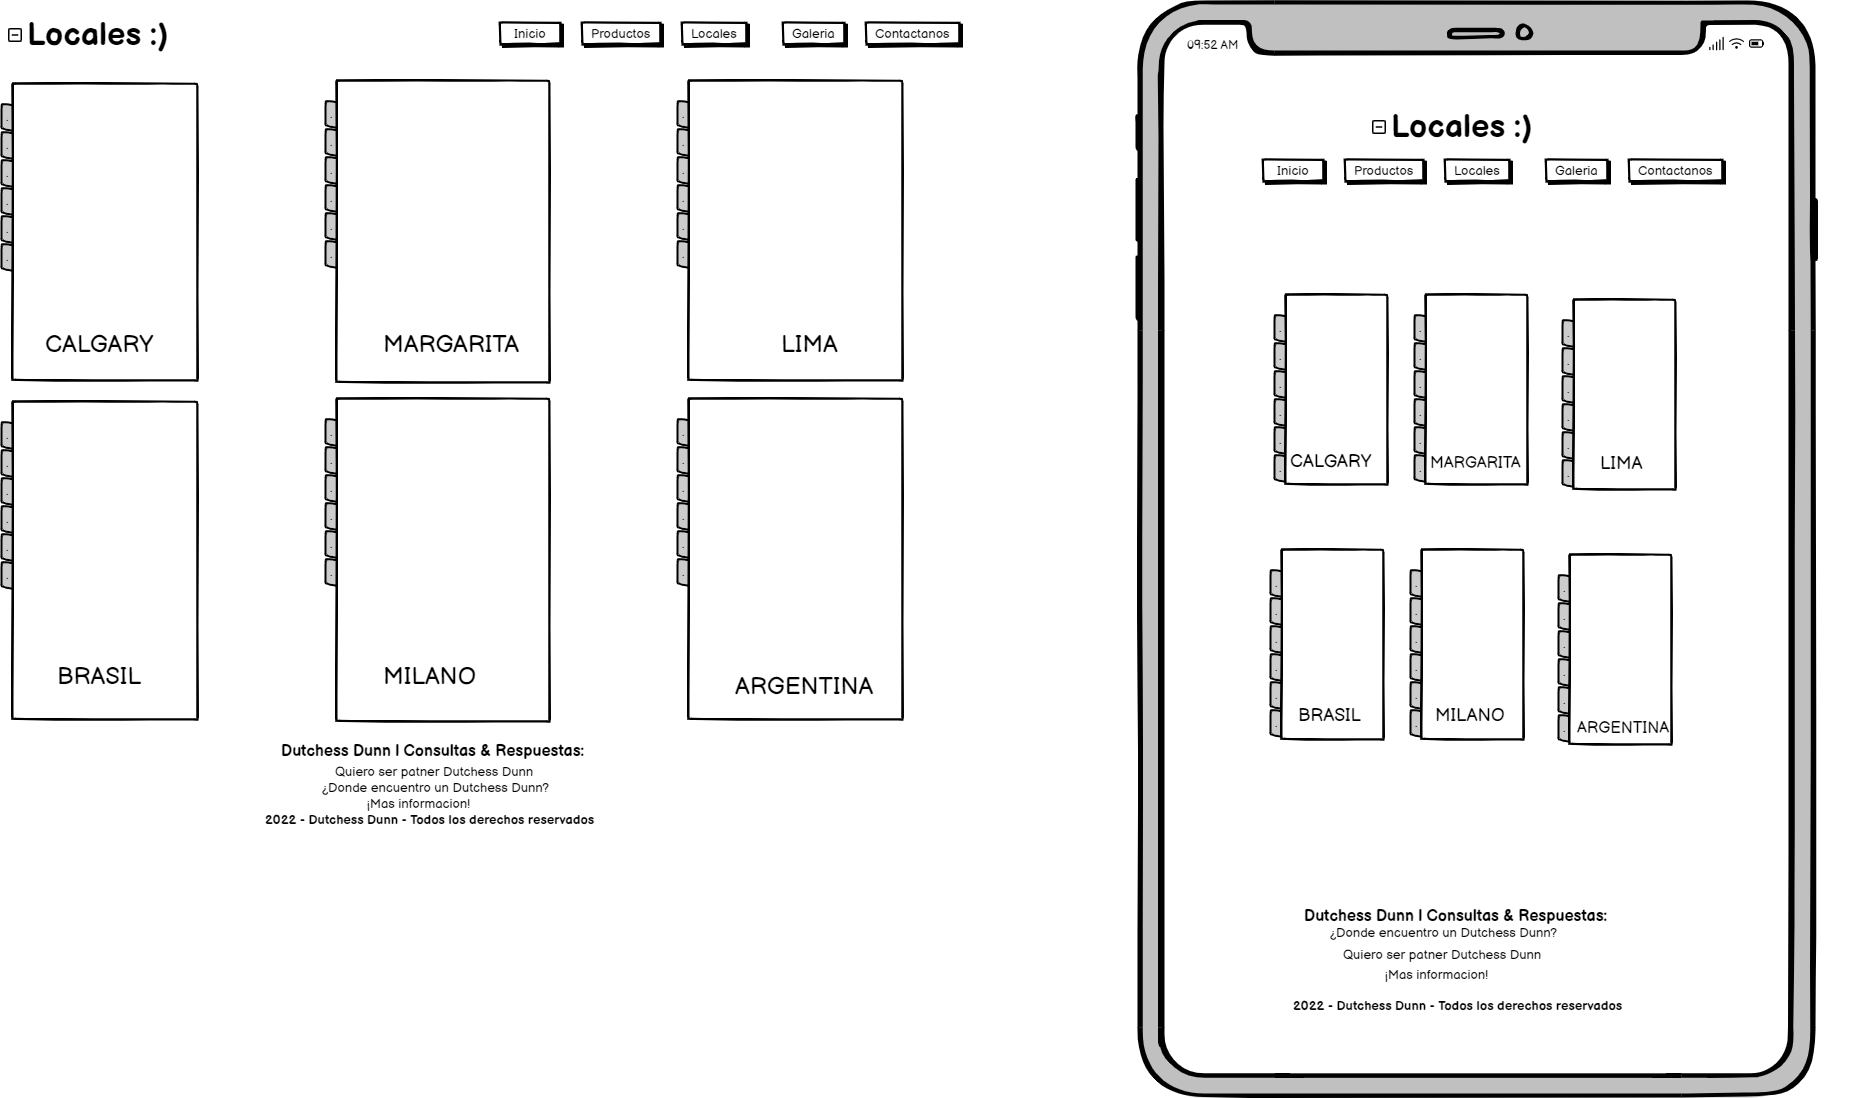 Locales :)
Inicio Productos Locales Galeria Contactanos
CALGARY MARGARITA LIMA
BRASIL MILANO ARGENTINA
Dutchess Dunn | Consultas & Respuestas:
Quiero ser patner Dutchess Dunn
¿Donde encuentro un Dutchess Dunn?
¡Mas informacion!
2022 - Dutchess Dunn - Todos los derechos reservados
09:52 AM
Locales :)
Inicio Productos Locales Galeria Contactanos
CALGARY MARGARITA LIMA
BRASIL MILANO ARGENTINA
Dutchess Dunn | Consultas & Respuestas:
¿Donde encuentro un Dutchess Dunn?
Quiero ser patner Dutchess Dunn
¡Mas informacion!
2022 - Dutchess Dunn - Todos los derechos reservados